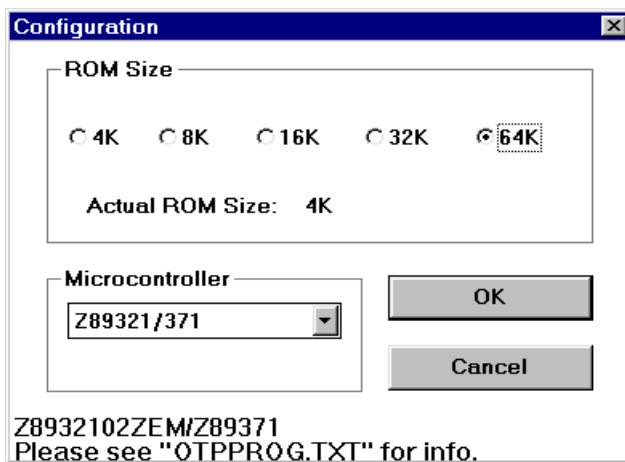 Configuration
ROM Size
4K 8K 16K 32K 64K
Actual ROM Size: 4K
Microcontroller
Z89321/371
OK
Cancel
Z8932102ZEM/Z89371
Please see "OTPPROG.TXT" for info.